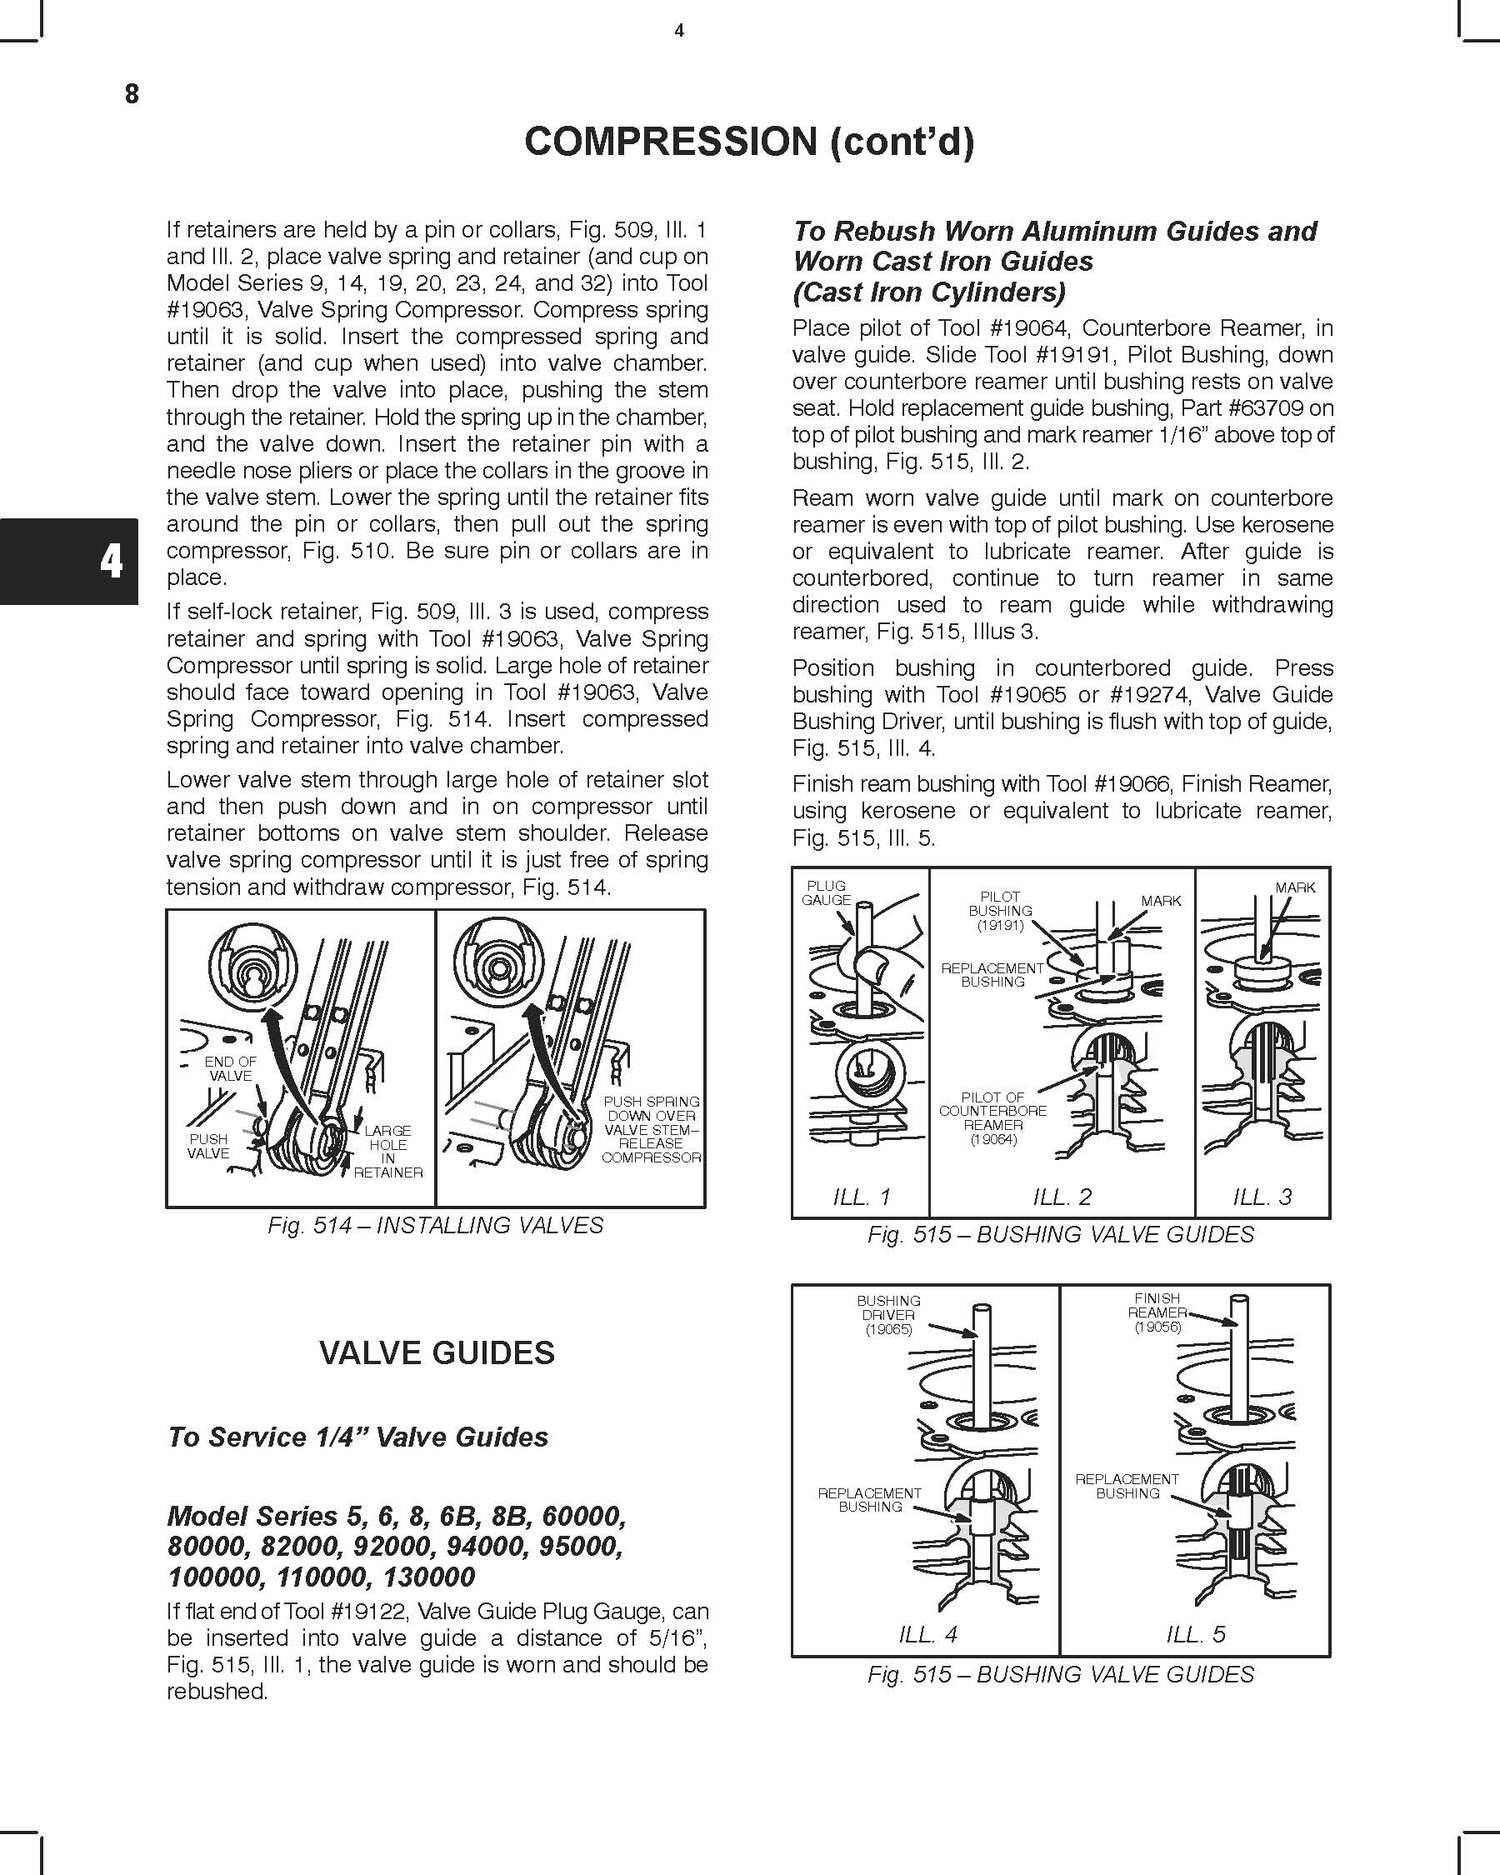 4
8
COMPRESSION (cont’d)
If retainers are held by a pin or collars, Fig. 509, Ill. 1
and Ill. 2, place valve spring and retainer (and cup on
Model Series 9, 14, 19, 20, 23, 24, and 32) into Tool
#19063, Valve Spring Compressor. Compress spring
until it is solid. Insert the compressed spring and
retainer (and cup when used) into valve chamber.
Then drop the valve into place, pushing the stem
through the retainer. Hold the spring up in the chamber,
and the valve down. Insert the retainer pin with a
needle nose pliers or place the collars in the groove in
the valve stem. Lower the spring until the retainer fits
around the pin or collars, then pull out the spring
compressor, Fig. 510. Be sure pin or collars are in
place.
4
If self-lock retainer, Fig. 509, Ill. 3 is used, compress
retainer and spring with Tool #19063, Valve Spring
Compressor until spring is solid. Large hole of retainer
should face toward opening in Tool #19063, Valve
Spring Compressor, Fig. 514. Insert compressed
spring and retainer into valve chamber.
Lower valve stem through large hole of retainer slot
and then push down and in on compressor until
retainer bottoms on valve stem shoulder. Release
valve spring compressor until it is just free of spring
tension and withdraw compressor, Fig. 514.
END OF
VALVE
PUSH
VALVE
LARGE
HOLE
IN
RETAINER
PUSH SPRING
DOWN OVER
VALVE STEM–
RELEASE
COMPRESSOR
Fig. 514 – INSTALLING VALVES
VALVE GUIDES
To Service 1/4” Valve Guides
Model Series 5, 6, 8, 6B, 8B, 60000,
80000, 82000, 92000, 94000, 95000,
100000, 110000, 130000
If flat end of Tool #19122, Valve Guide Plug Gauge, can
be inserted into valve guide a distance of 5/16”,
Fig. 515, Ill. 1, the valve guide is worn and should be
rebushed.
To Rebush Worn Aluminum Guides and
Worn Cast Iron Guides
(Cast Iron Cylinders)
Place pilot of Tool #19064, Counterbore Reamer, in
valve guide. Slide Tool #19191, Pilot Bushing, down
over counterbore reamer until bushing rests on valve
seat. Hold replacement guide bushing, Part #63709 on
top of pilot bushing and mark reamer 1/16” above top of
bushing, Fig. 515, Ill. 2.
Ream worn valve guide until mark on counterbore
reamer is even with top of pilot bushing. Use kerosene
or equivalent to lubricate reamer. After guide is
counterbored, continue to turn reamer in same
direction used to ream guide while withdrawing
reamer, Fig. 515, Illus 3.
Position bushing in counterbored guide. Press
bushing with Tool #19065 or #19274, Valve Guide
Bushing Driver, until bushing is flush with top of guide,
Fig. 515, Ill. 4.
Finish ream bushing with Tool #19066, Finish Reamer,
using kerosene or equivalent to lubricate reamer,
Fig. 515, Ill. 5.
PLUG
GAUGE
ILL. 1
PILOT
BUSHING
(19191)
MARK
REPLACEMENT
BUSHING
PILOT OF
COUNTERBORE
REAMER
(19064)
ILL. 2
MARK
ILL. 3
Fig. 515 – BUSHING VALVE GUIDES
BUSHING
DRIVER
(19065)
REPLACEMENT
BUSHING
ILL. 4
FINISH
REAMER
(19056)
REPLACEMENT
BUSHING
ILL. 5
Fig. 515 – BUSHING VALVE GUIDES